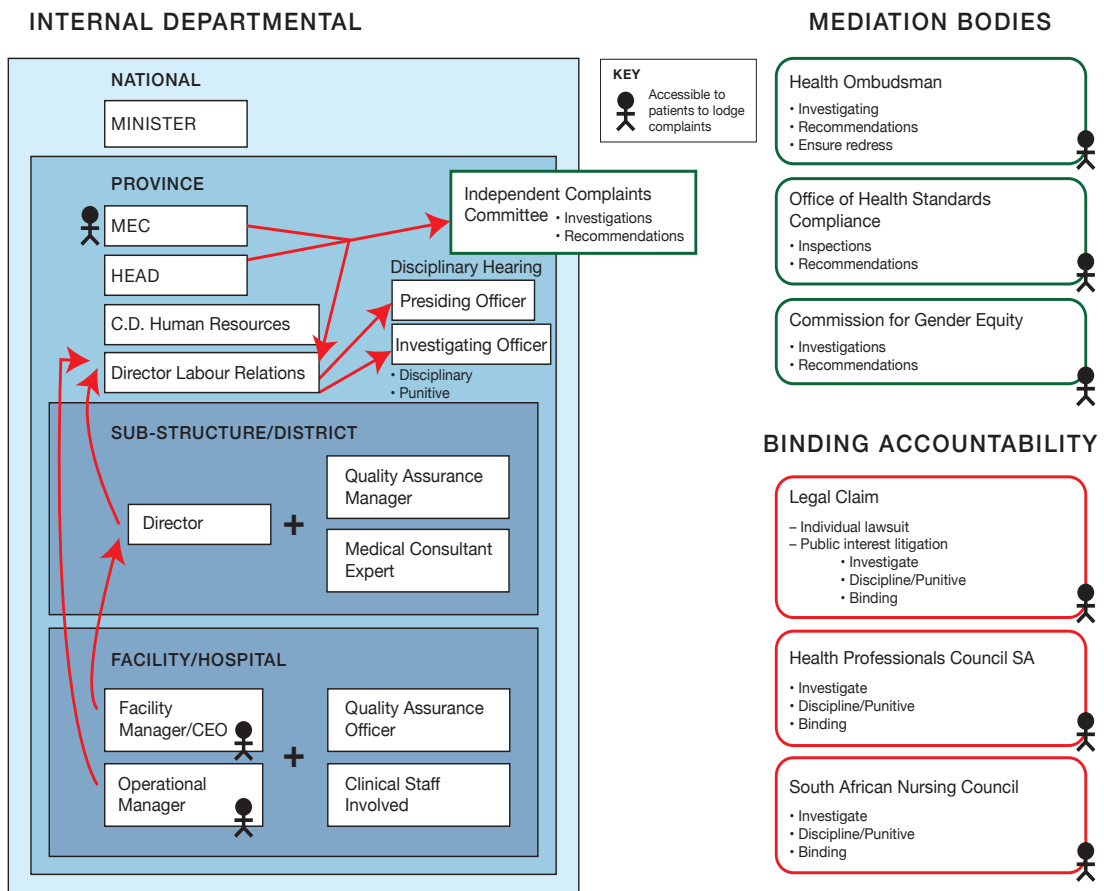 INTERNAL DEPARTMENTAL
NATIONAL
MINISTER
PROVINCE
MEC
HEAD
C.D. Human Resources
Director Labour Relations
KEY
Accessible to
patients to lodge
complaints
Independent Complaints
Committee • Investigations
• Recommendations
Disciplinary Hearing
Presiding Officer
Investigating Officer
• Disciplinary
• Punitive
SUB-STRUCTURE/DISTRICT
Director
+
Quality Assurance
Manager
Medical Consultant
Expert
FACILITY/HOSPITAL
Facility
Manager/CEO
Operational
Manager
+
Quality Assurance
Officer
Clinical Staff
Involved
MEDIATION BODIES
Health Ombudsman
• Investigating
• Recommendations
• Ensure redress
Office of Health Standards
Compliance
• Inspections
• Recommendations
Commission for Gender Equity
• Investigations
• Recommendations
BINDING ACCOUNTABILITY
Legal Claim
– Individual lawsuit
– Public interest litigation
• Investigate
• Discipline/Punitive
• Binding
Health Professionals Council SA
• Investigate
• Discipline/Punitive
• Binding
South African Nursing Council
• Investigate
• Discipline/Punitive
• Binding